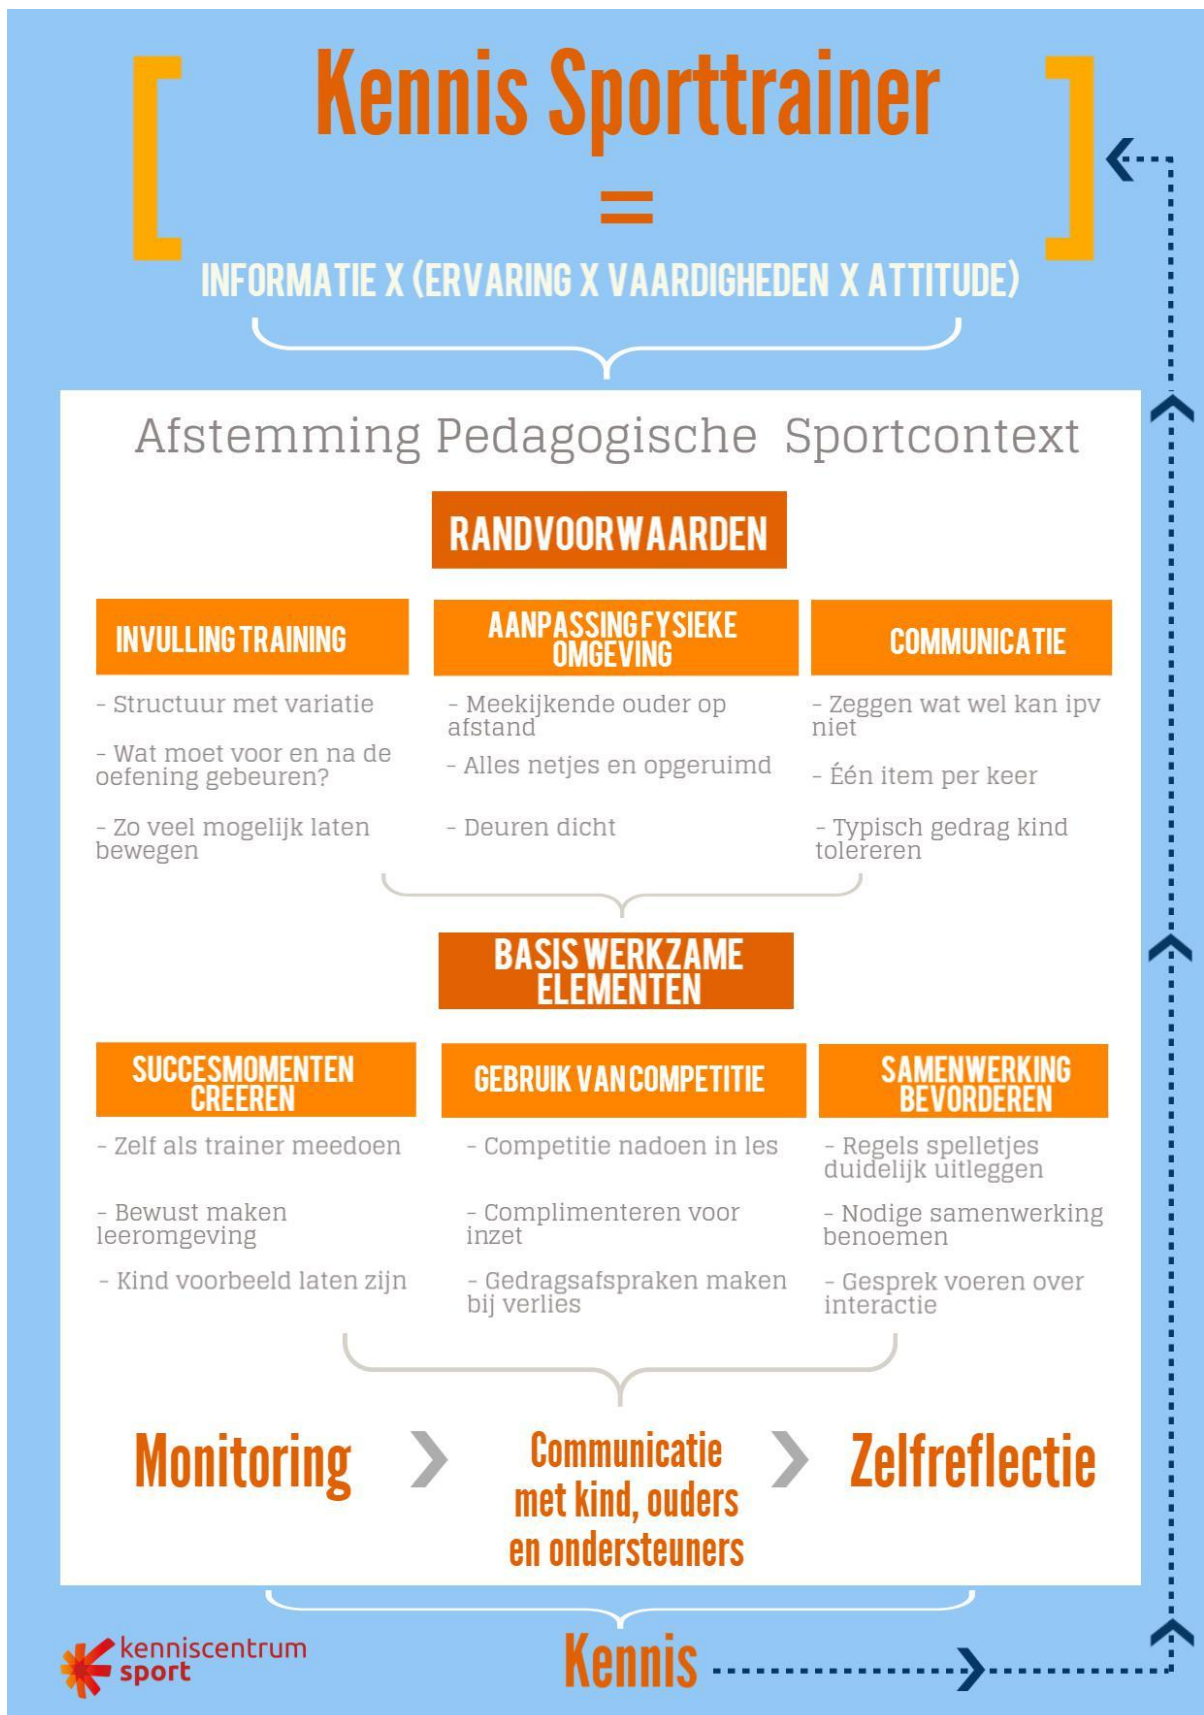 Kennis Sporttrainer
=
INFORMATIE X (ERVARING X VAARDIGHEDEN X ATTITUDE)
Afstemming Pedagogische Sportcontext
RANDVOORWAARDEN
INVULLING TRAINING
- Structuur met variatie
- Wat moet voor en na de
oefening gebeuren?
- Zo veel mogelijk laten
bewegen
AANPASSING FYSIEKE
OMGEVING
- Meekijkende ouder op
afstand
- Alles netjes en opgeruimd
- Deuren dicht
COMMUNICATIE
- Zeggen wat wel kan ipv
niet
- Één item per keer
- Typisch gedrag kind
tolereren
BASIS WERKZAME
ELEMENTEN
SUCCESMOMENTEN
CREEREN
- Zelf als trainer meedoen
- Bewust maken
leeromgeving
- Kind voorbeeld laten zijn
GEBRUIK VAN COMPETITIE
- Competitie nadoen in les
- Complimenteren voor
inzet
- Gedragsafspraken maken
bij verlies
SAMENWERKING
BEVORDEREN
- Regels spelletjes
duidelijk uitleggen
- Nodige samenwerking
benoemen
- Gesprek voeren over
interactie
Monitoring
Communicatie
met kind, ouders
en ondersteuners
Zelfreflectie
kenniscentrum
sport
Kennis